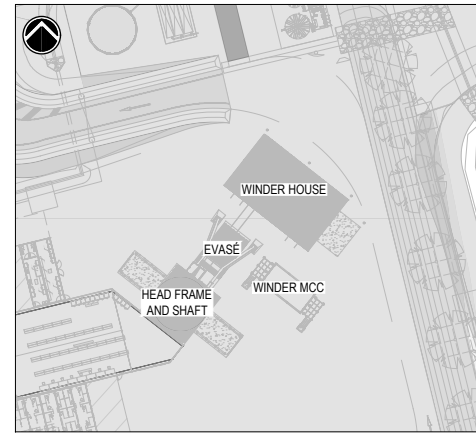 WINDER HOUSE
EVASÉ
WINDER MCC
HEAD FRAME
AND SHAFT